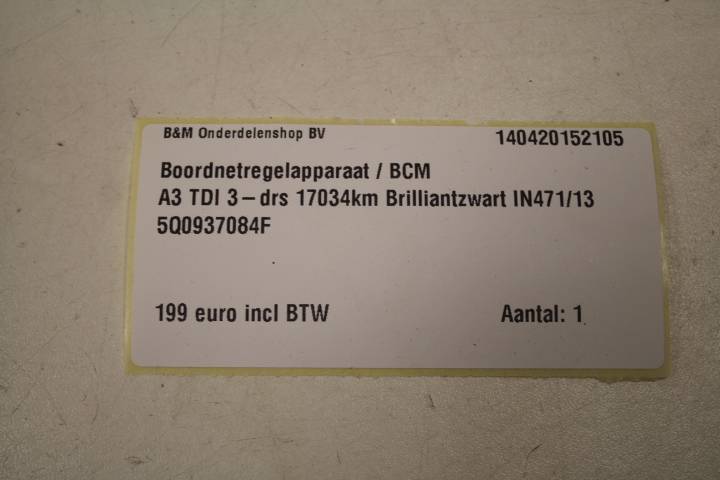 B&M Onderdelenshop BV 140420152105
Boordnetregelapparaat / BCM
A3 TDI 3 – drs 17034km Brilliantzwart IN471/13
5Q0937084F
199 euro incl BTW Aantal: 1